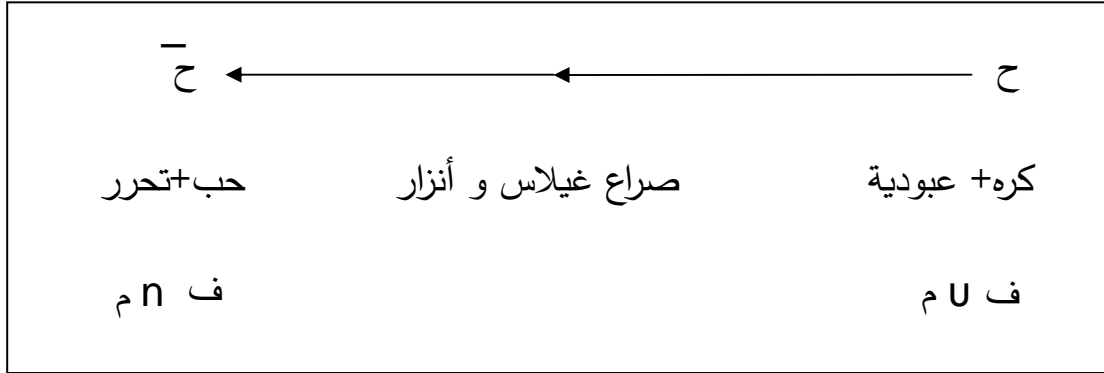 ح ح̅
كره+ عبودية صراع غيلاس و أنزار حب+تحرر
ف U م ف n م